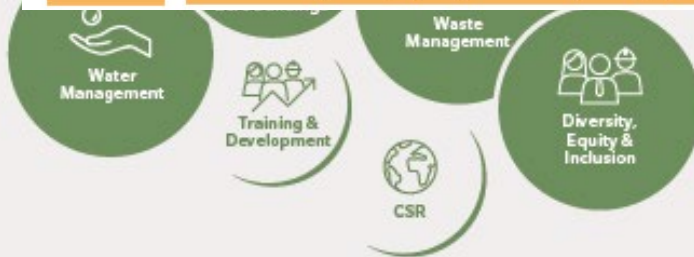 Water
Management
Waste
Management
Training &
Development
Diversity,
Equity &
Inclusion
CSR